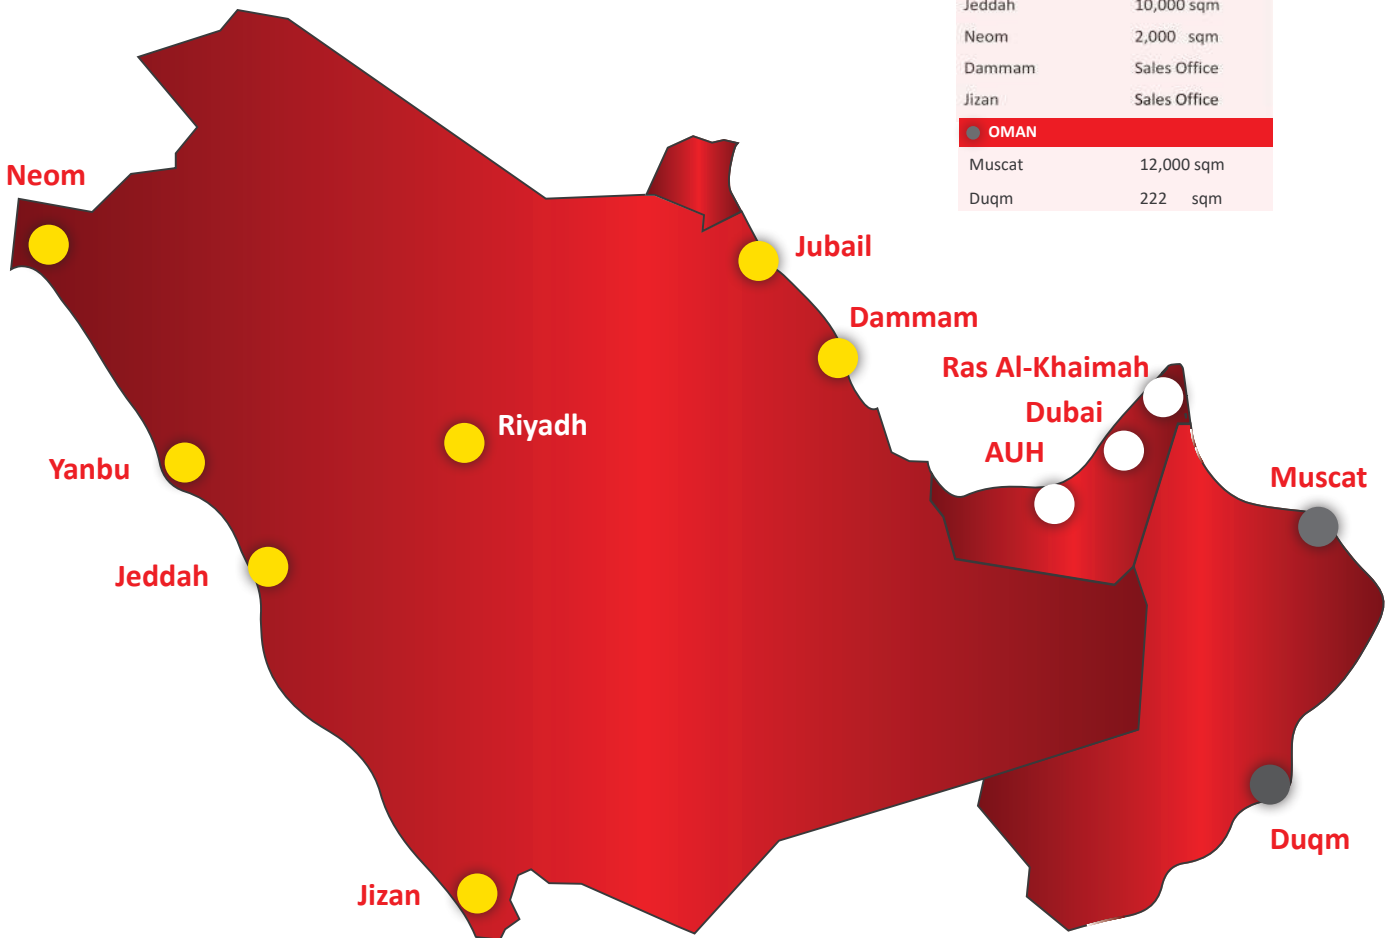 Jeddah 10,000 sqm
Neom 2,000 sqm
Dammam Sales Office
Jizan Sales Office
OMAN
Muscat 12,000 sqm
Duqm 222 sqm
Neom
Jubail
Dammam
Ras Al-Khaimah
Dubai
Riyadh
AUH
Yanbu
Muscat
Jeddah
Duqm
Jizan